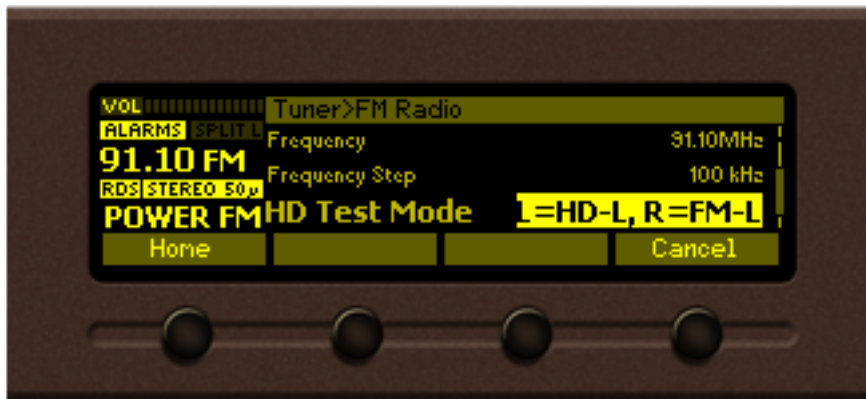 VOL
Tuner>FM Radio
ALARMS SPLIT L
Frequency 91.10MHz
91.10 FM
Frequency Step 100 kHz
RDS STEREO 50µ
POWER FM
HD Test Mode L=HD-L, R=FM-L
Home Cancel